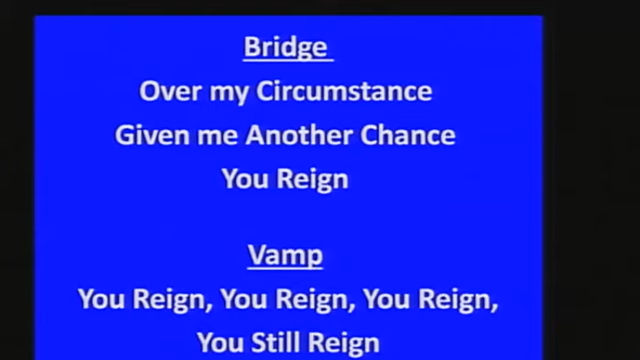 Bridge
Over my Circumstance
Given me Another Chance
You Reign
Vamp
You Reign, You Reign, You Reign,
You Still Reign